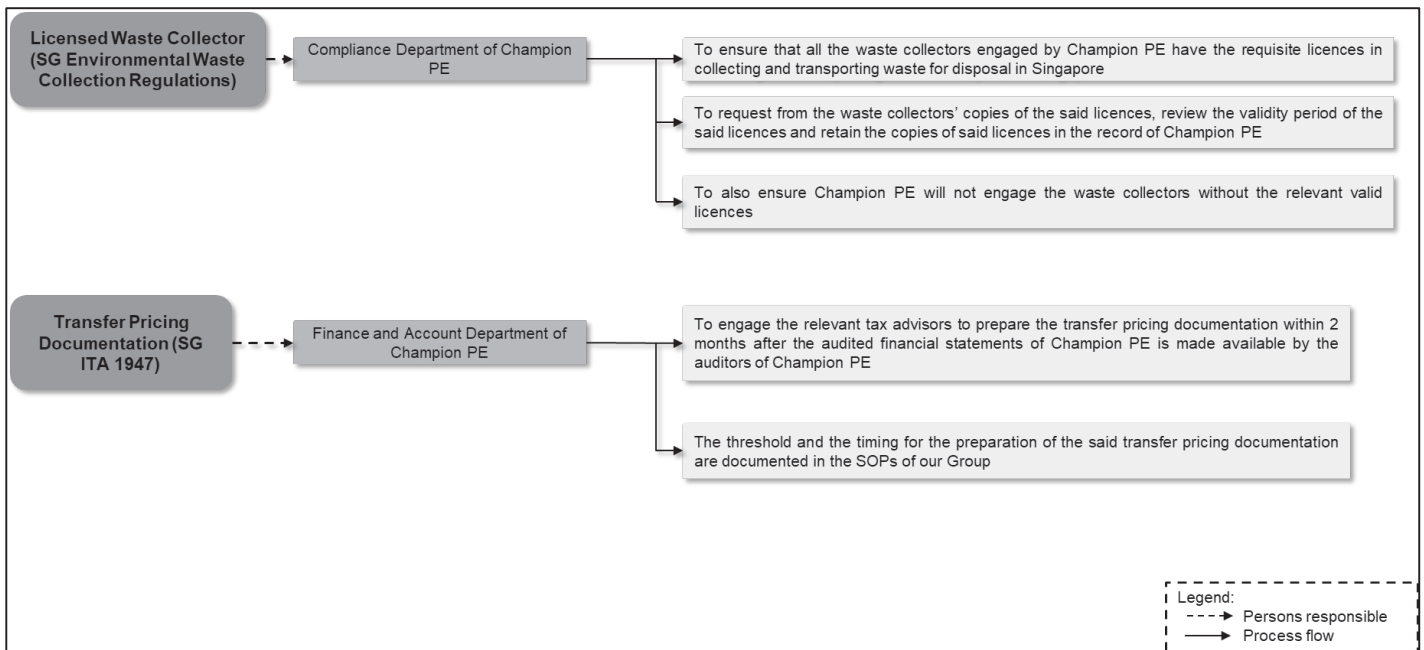 Licensed Waste Collector
(SG Environmental Waste
Collection Regulations)
Compliance Department of Champion
PE
To ensure that all the waste collectors engaged by Champion PE have the requisite licences in
collecting and transporting waste for disposal in Singapore
To request from the waste collectors’ copies of the said licences, review the validity period of the
said licences and retain the copies of said licences in the record of Champion PE
To also ensure Champion PE will not engage the waste collectors without the relevant valid
licences
Transfer Pricing
Documentation (SG
ITA 1947)
Finance and Account Department of
Champion PE
To engage the relevant tax advisors to prepare the transfer pricing documentation within 2
months after the audited financial statements of Champion PE is made available by the
auditors of Champion PE
The threshold and the timing for the preparation of the said transfer pricing documentation
are documented in the SOPs of our Group
Legend:
Persons responsible
Process flow